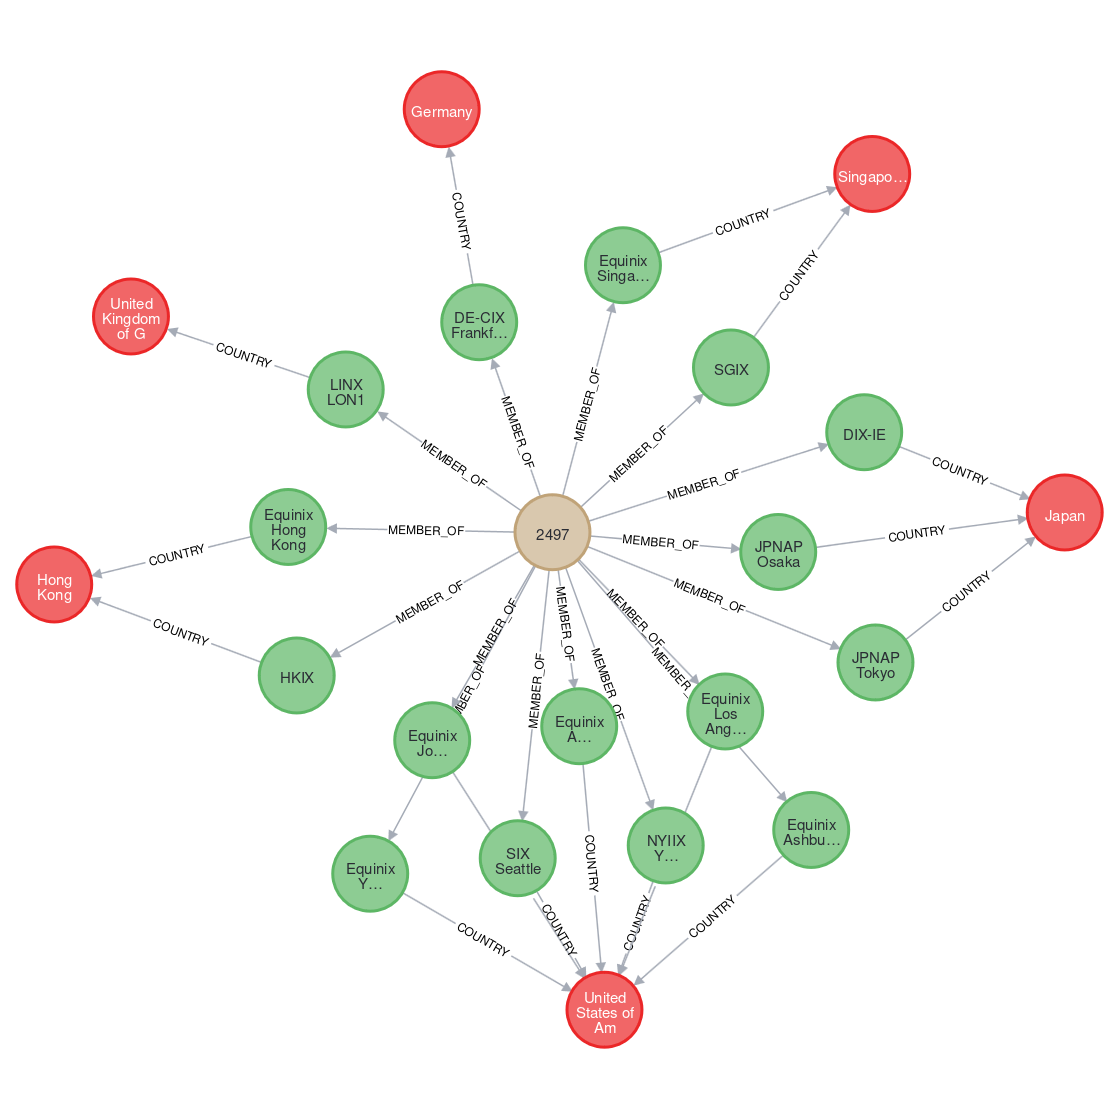 Germany
Singapo…
COUNTRY
COUNTRY
COUNTRY
United
Kingdom
of G
Equinix
Singa…
DE-CIX
Frankf…
COUNTRY
SGIX
LINX
LON1
MEMBER_OF
MEMBER_OF
MEMBER_OF
MEMBER_OF
DIX-IE
COUNTRY
MEMBER_OF
Equinix
Hong
Kong
MEMBER_OF
2497
MEMBER_OF
JPNAP
Osaka
COUNTRY
Japan
COUNTRY
Hong
Kong
COUNTRY
HKIX
MEMBER_OF
MEMBER_OF
MEMBER_OF
MEMBER_OF
MEMBER_OF
MEMBER_OF
MEMBER_OF
COUNTRY
JPNAP
Tokyo
MEMBER_OF
Equinix
Jo…
Equinix
A…
Equinix
Los
Ang…
Equinix
Y…
SIX
Seattle
NYIIX
Y…
Equinix
Ashbu…
COUNTRY
COUNTRY
COUNTRY
COUNTRY
COUNTRY
United
States of
Am